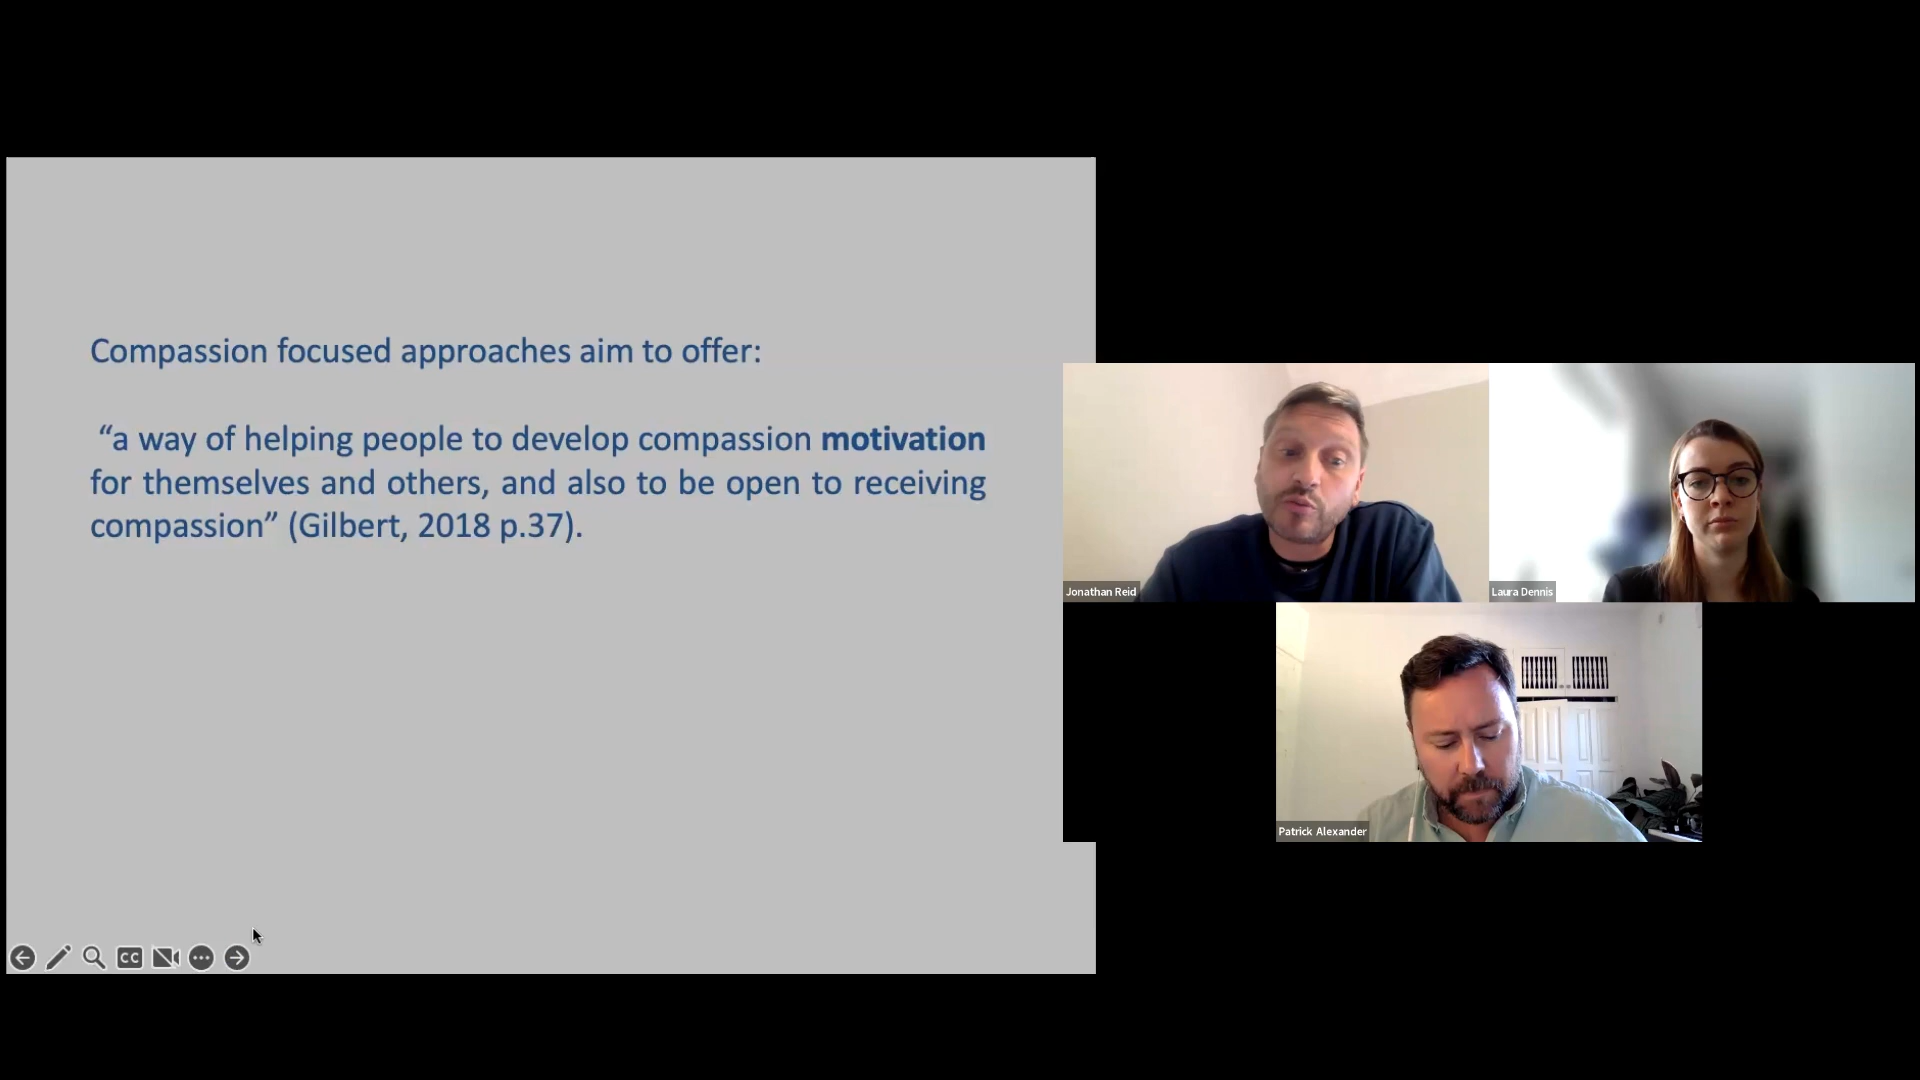 Compassion focused approaches aim to offer:
“a way of helping people to develop compassion motivation
for themselves and others, and also to be open to receiving
compassion” (Gilbert, 2018 p.37).
Jonathan Reid
Laura Dennis
Patrick Alexander
CC